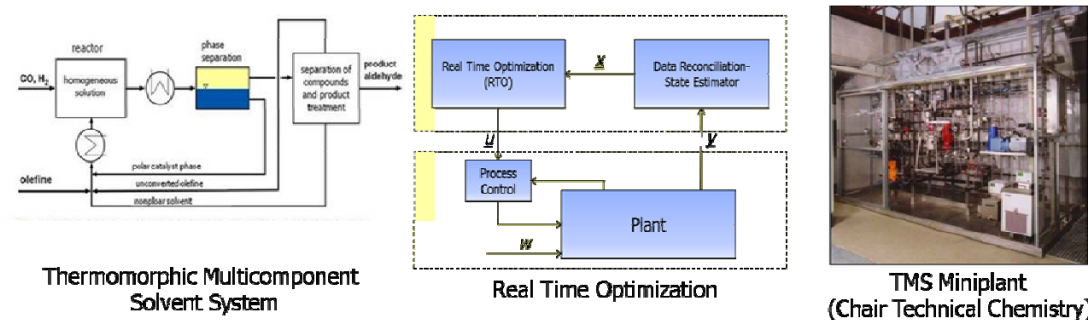 reactor
CO, H2
homogeneous
solution
phase
separation
separation of
compounds
and product
treatment
product
aldehyde
polar catalyst phase
olefine
unconverted olefine
nonploar solvent
Thermomorphic Multicomponent
Solvent System
Real Time Optimization
(RTO)
x
Data Reconciliation-
State Estimator
u
y
Process
Control
Plant
w
Real Time Optimization
TMS Miniplant
(Chair Technical Chemistry)